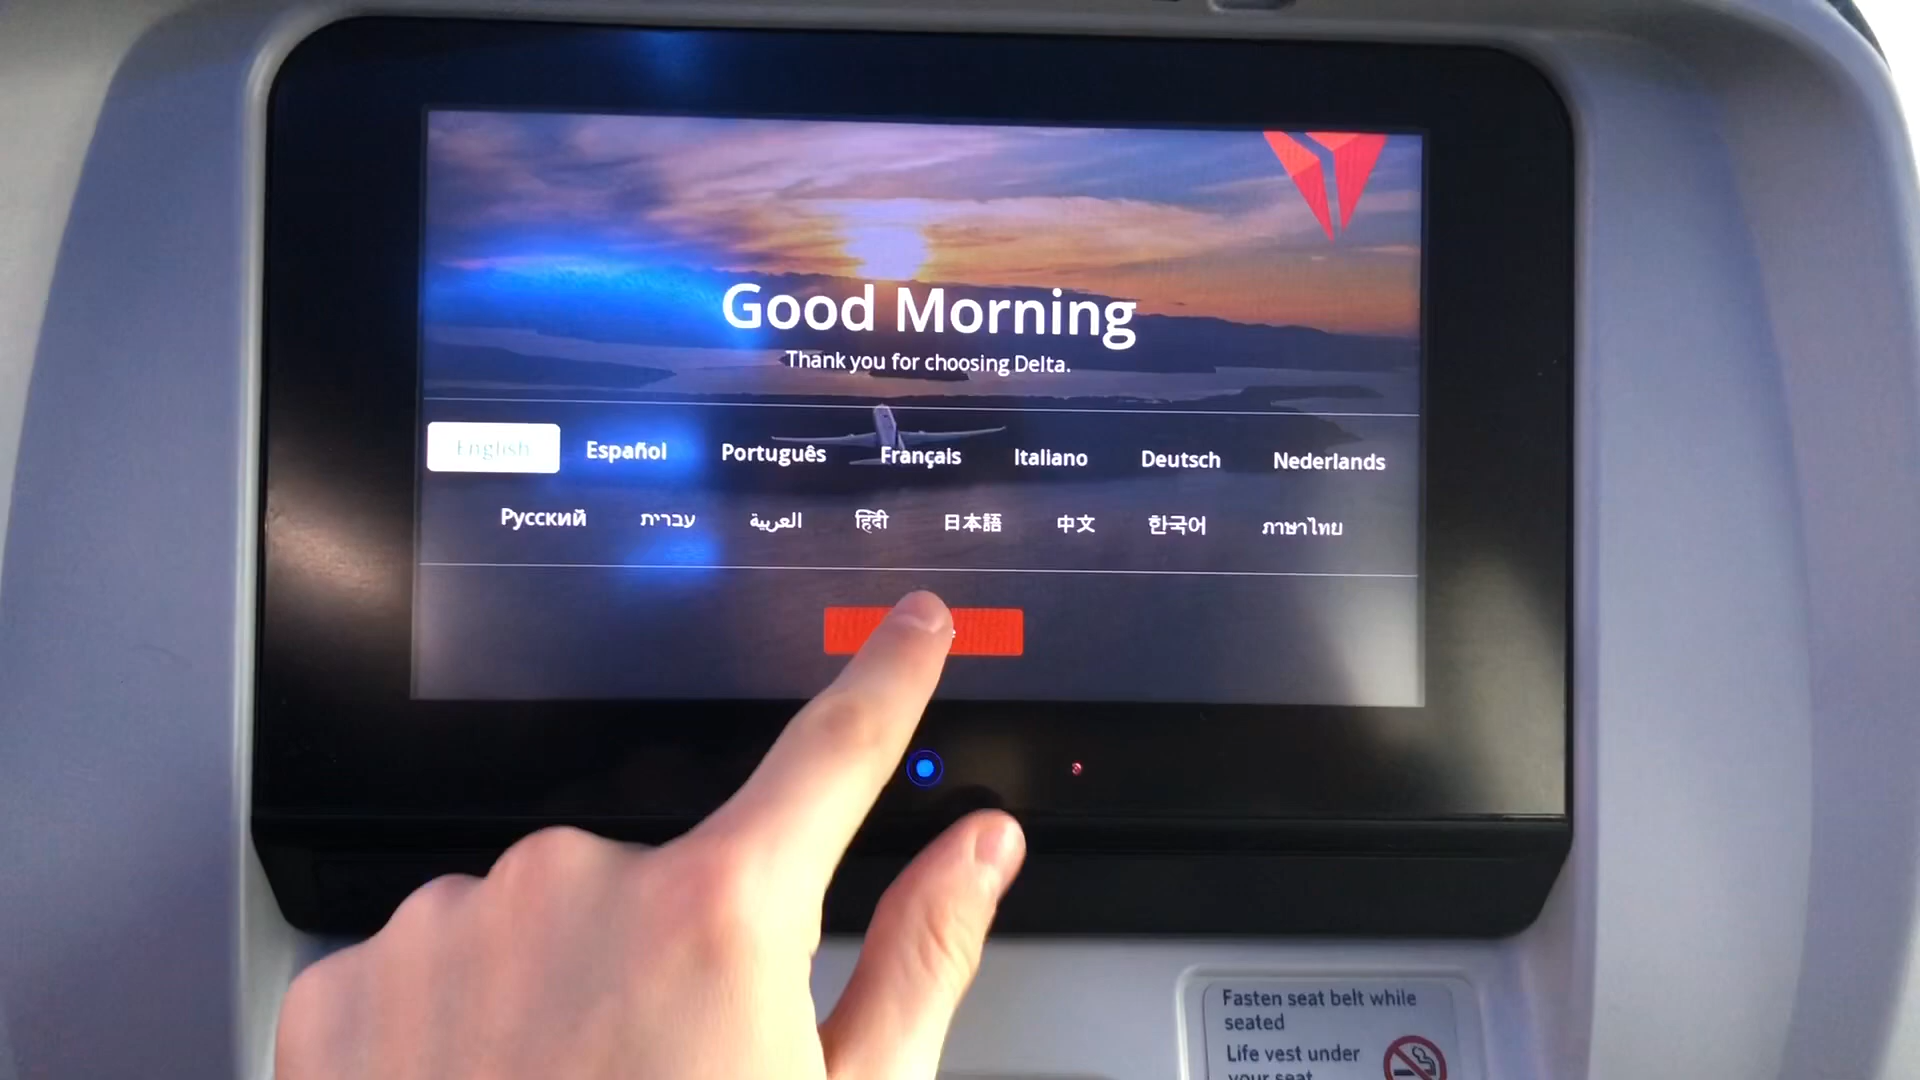 Good Morning
Thank you for choosing Delta.
English Español Português Français Italiano Deutsch Nederlands
Русский עברית العربية हिंदी 日本語 中文 한국어 ภาษาไทย
Fasten seat belt while
seated
Life vest under
your seat